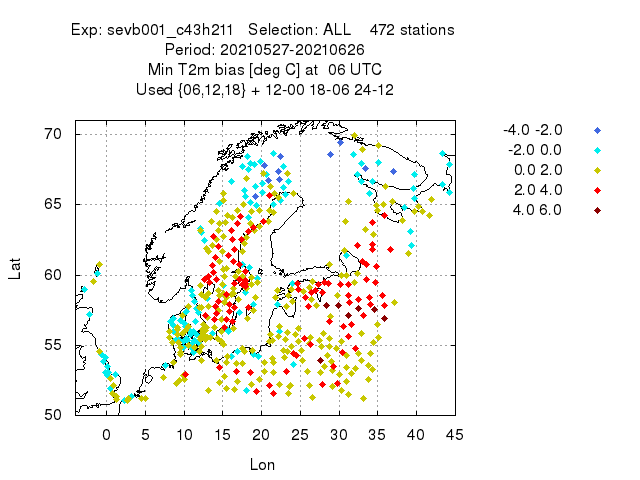 Exp: sevb001_c43h211 Selection: ALL 472 stations
Period: 20210527-20210626
Min T2m bias [deg C] at 06 UTC
Used {06,12,18} + 12-00 18-06 24-12
-4.0 -2.0
-2.0 0.0
0.0 2.0
2.0 4.0
4.0 6.0
70
65
60
55
50
Lat
0 5 10 15 20 25 30 35 40 45
Lon